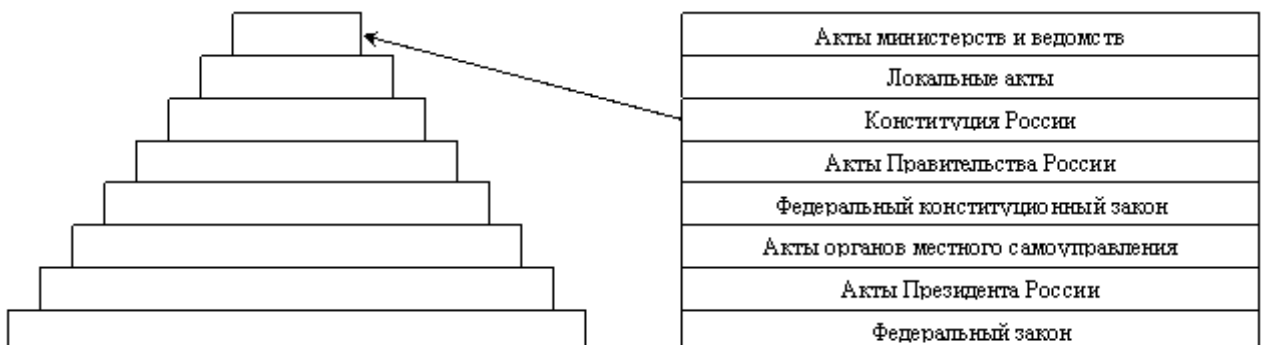 Акты министерств и ведомств
Локальные акты
Конституция России
Акты Правительства России
Федеральный конституционный закон
Акты органов местного самоуправления
Акты Президента России
Федеральный закон